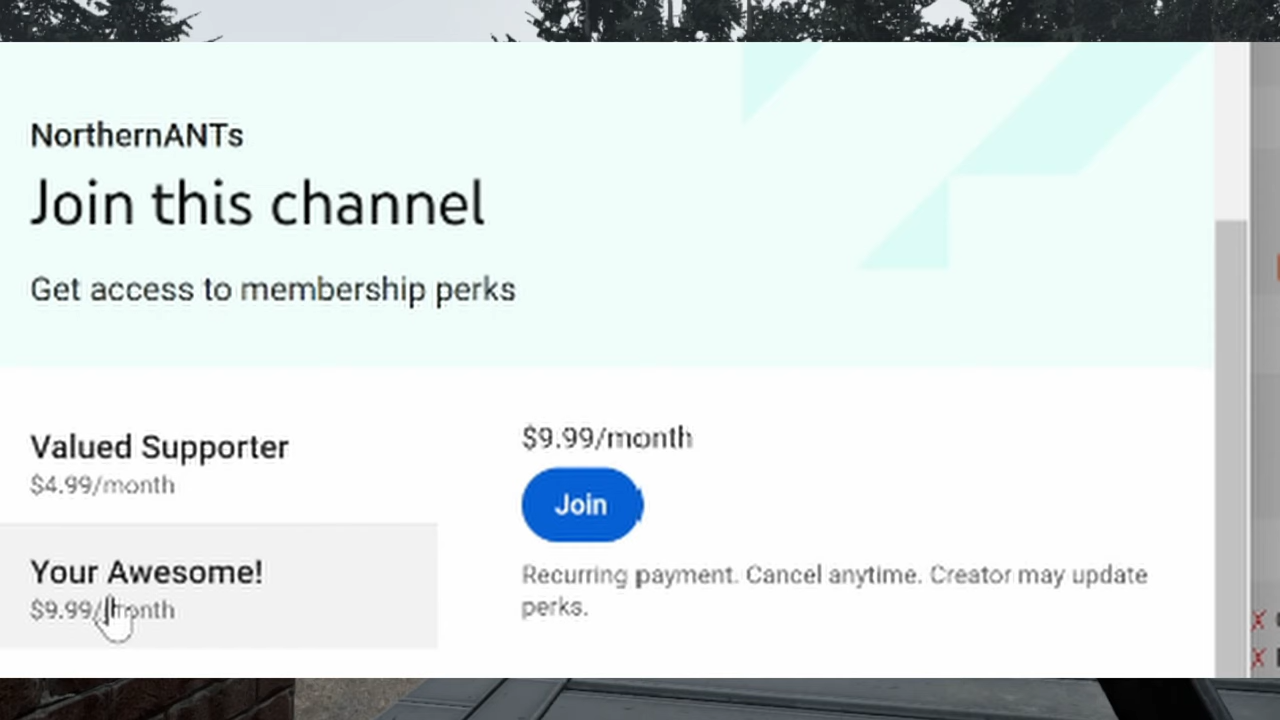 NorthernANTs
Join this channel
Get access to membership perks
Valued Supporter
$4.99/month
Your Awesome!
$9.99/month
$9.99/month
Join
Recurring payment. Cancel anytime. Creator may update
perks.